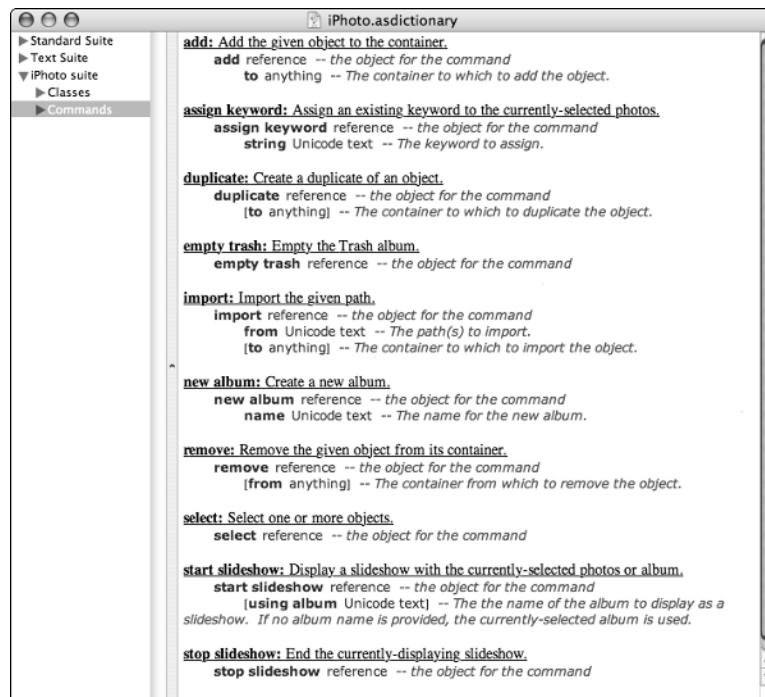 iPhoto.asdictionary
Standard Suite
Text Suite
iPhoto suite
Classes
Commands
add: Add the given object to the container.
add reference -- the object for the command
to anything -- The container to which to add the object.
assign keyword: Assign an existing keyword to the currently-selected photos.
assign keyword reference -- the object for the command
string Unicode text -- The keyword to assign.
duplicate: Create a duplicate of an object.
duplicate reference -- the object for the command
[to anything] -- The container to which to duplicate the object.
empty trash: Empty the Trash album.
empty trash reference -- the object for the command
import: Import the given path.
import reference -- the object for the command
from Unicode text -- The path(s) to import.
[to anything] -- The container to which to import the object.
new album: Create a new album.
new album reference -- the object for the command
name Unicode text -- The name for the new album.
remove: Remove the given object from its container.
remove reference -- the object for the command
[from anything] -- The container from which to remove the object.
select: Select one or more objects.
select reference -- the object for the command
start slideshow: Display a slideshow with the currently-selected photos or album.
start slideshow reference -- the object for the command
[using album Unicode text] -- The the name of the album to display as a
slideshow. If no album name is provided, the currently-selected album is used.
stop slideshow: End the currently-displaying slideshow.
stop slideshow reference -- the object for the command